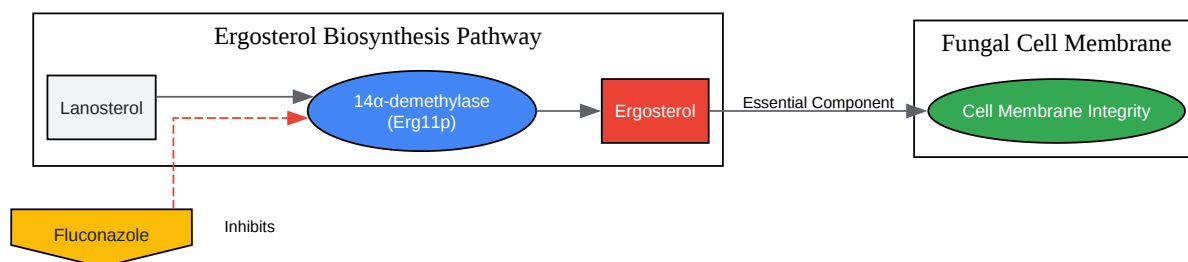 Ergosterol Biosynthesis Pathway
Fungal Cell Membrane
Lanosterol
14α-demethylase
(Erg11p)
Ergosterol
Essential Component
Cell Membrane Integrity
Fluconazole
Inhibits